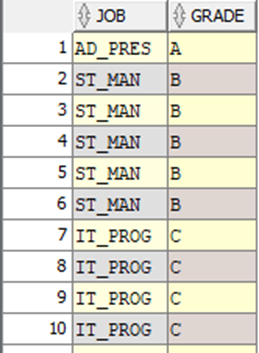 JOB GRADE
1 AD_PRES A
2 ST_MAN B
3 ST_MAN B
4 ST_MAN B
5 ST_MAN B
6 ST_MAN B
7 IT_PROG C
8 IT_PROG C
9 IT_PROG C
10 IT_PROG C